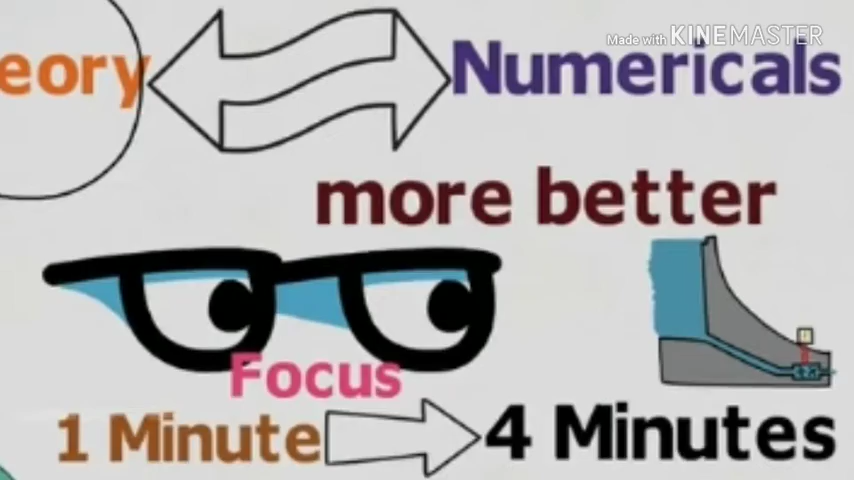 Made with KINEMASTER
eory Numericals
more better
Focus
1 Minute 4 Minutes